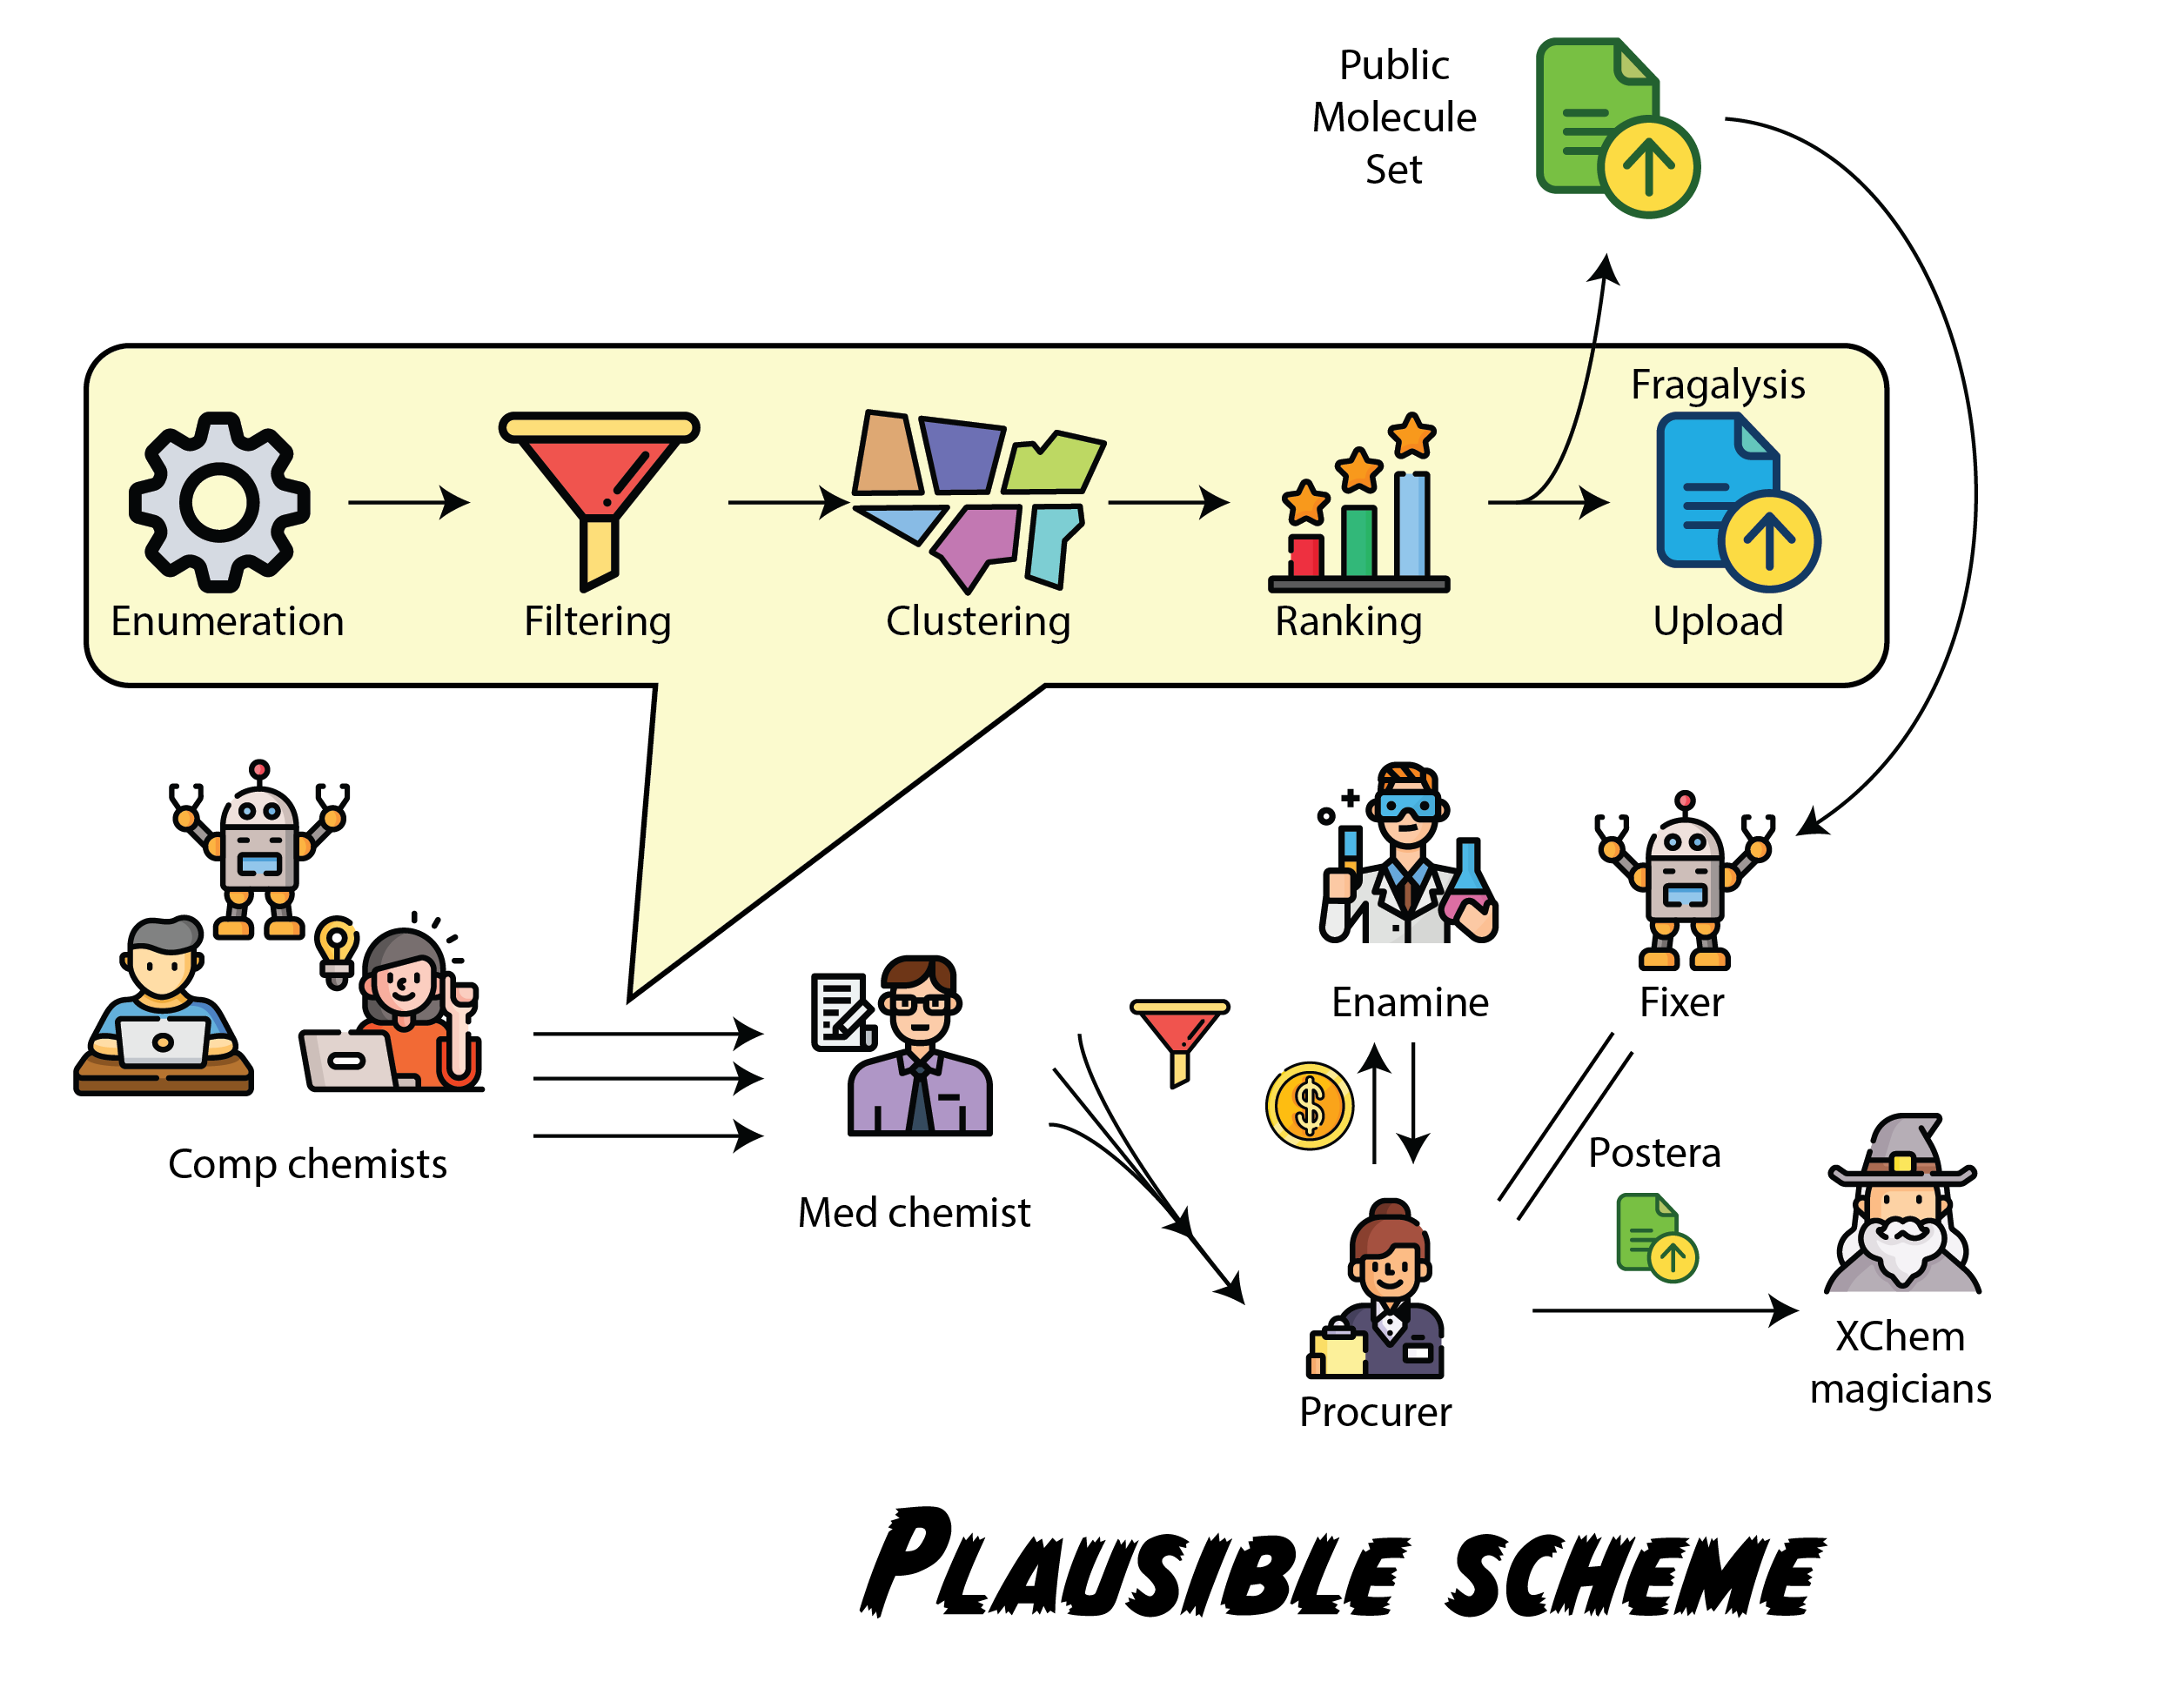 Public
Molecule
Set
Fragalysis
Enumeration
Filtering
Clustering
Ranking
Upload
Comp chemists
Med chemist
Enamine
Fixer
$
Postera
Procurer
XChem
magicians
Plausible scheme